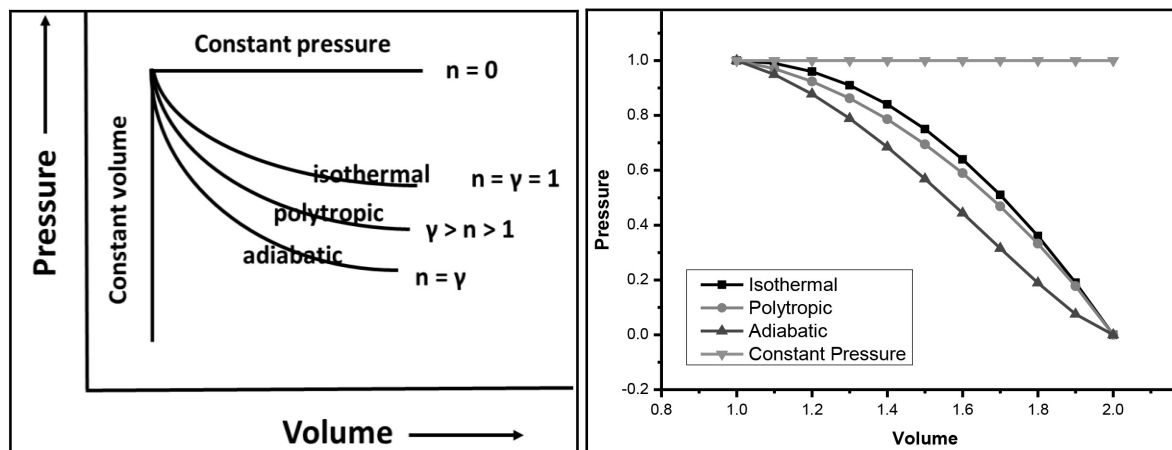 Constant pressure
n = 0
Constant volume
isothermal
n = γ = 1
polytropic
γ > n > 1
adiabatic
n = γ
Pressure
Volume
1.0
0.8
0.6
0.4
0.2
0.0
-0.2
Pressure
Isothermal
Polytropic
Adiabatic
Constant Pressure
0.8 1.0 1.2 1.4 1.6 1.8 2.0
Volume